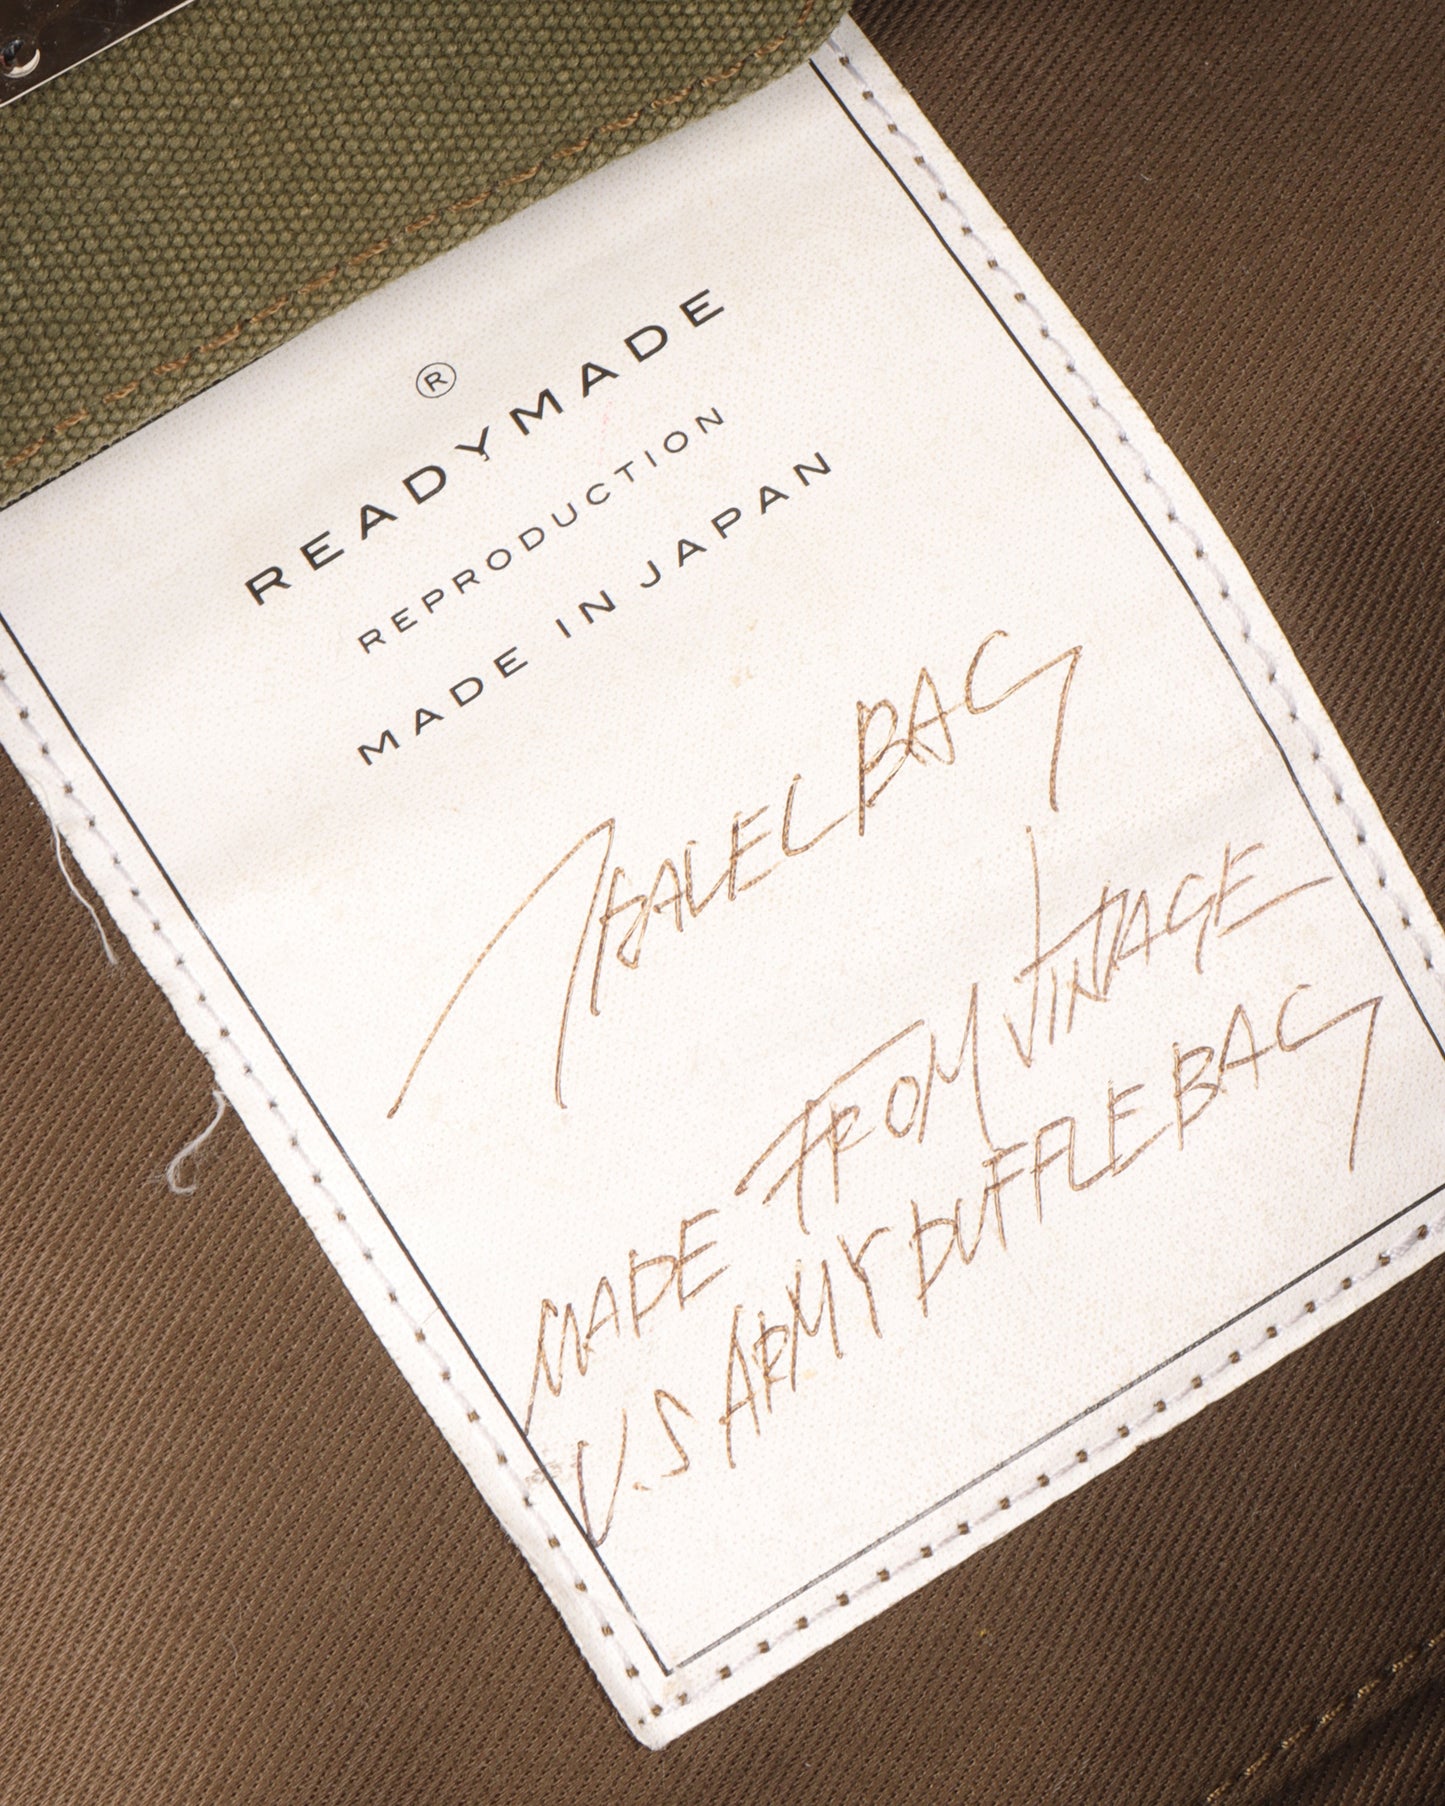 ®
READYMADE
REPRODUCTION
MADE IN JAPAN
TRAVEL BAG
MADE FROM VINTAGE
U.S ARMY DUFFLE BAG